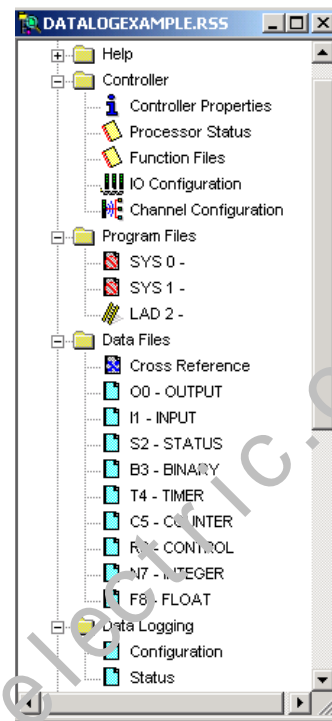 DATALOGEXAMPLE.RSS
Help
Controller
Controller Properties
Processor Status
Function Files
IO Configuration
Channel Configuration
Program Files
SYS 0 -
SYS 1 -
LAD 2 -
Data Files
Cross Reference
O0 - OUTPUT
I1 - INPUT
S2 - STATUS
B3 - BINARY
T4 - TIMER
C5 - COUNTER
R6 - CONTROL
N7 - INTEGER
F8 - FLOAT
Data Logging
Configuration
Status
electric.c